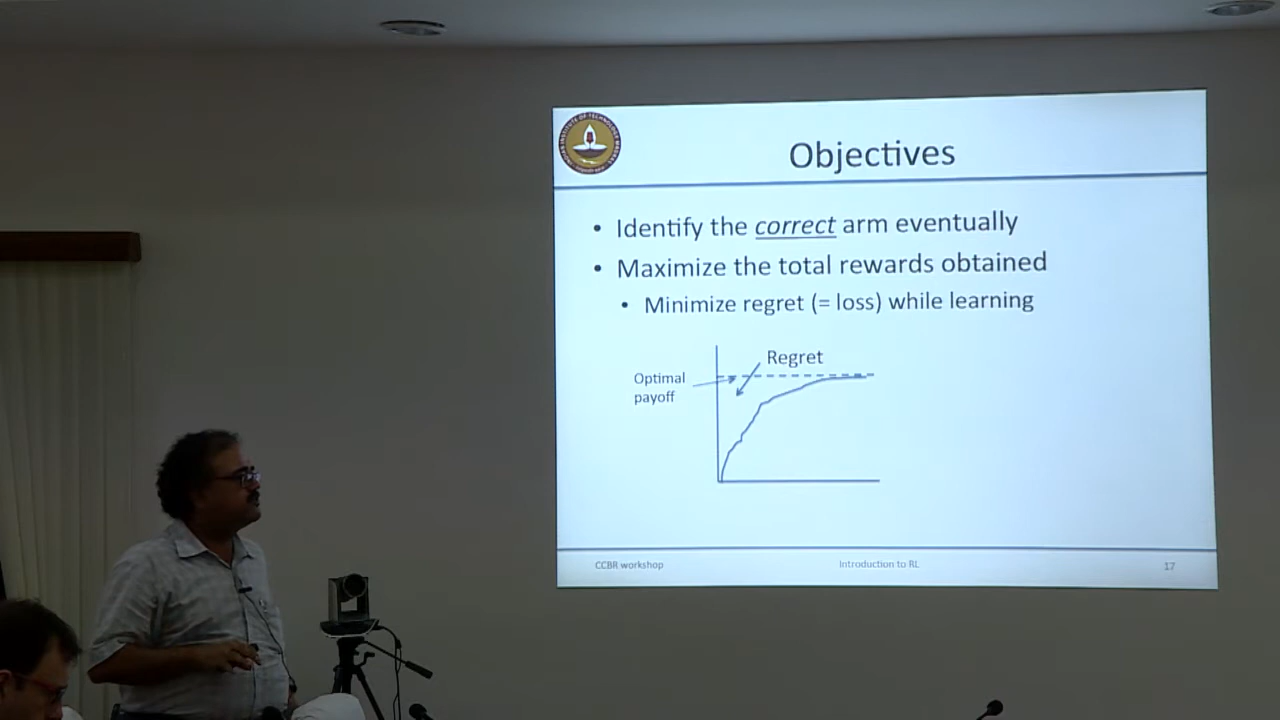 Objectives
• Identify the correct arm eventually
• Maximize the total rewards obtained
• Minimize regret (= loss) while learning
Regret
Optimal
payoff
CCBR workshop
Introduction to RL
17